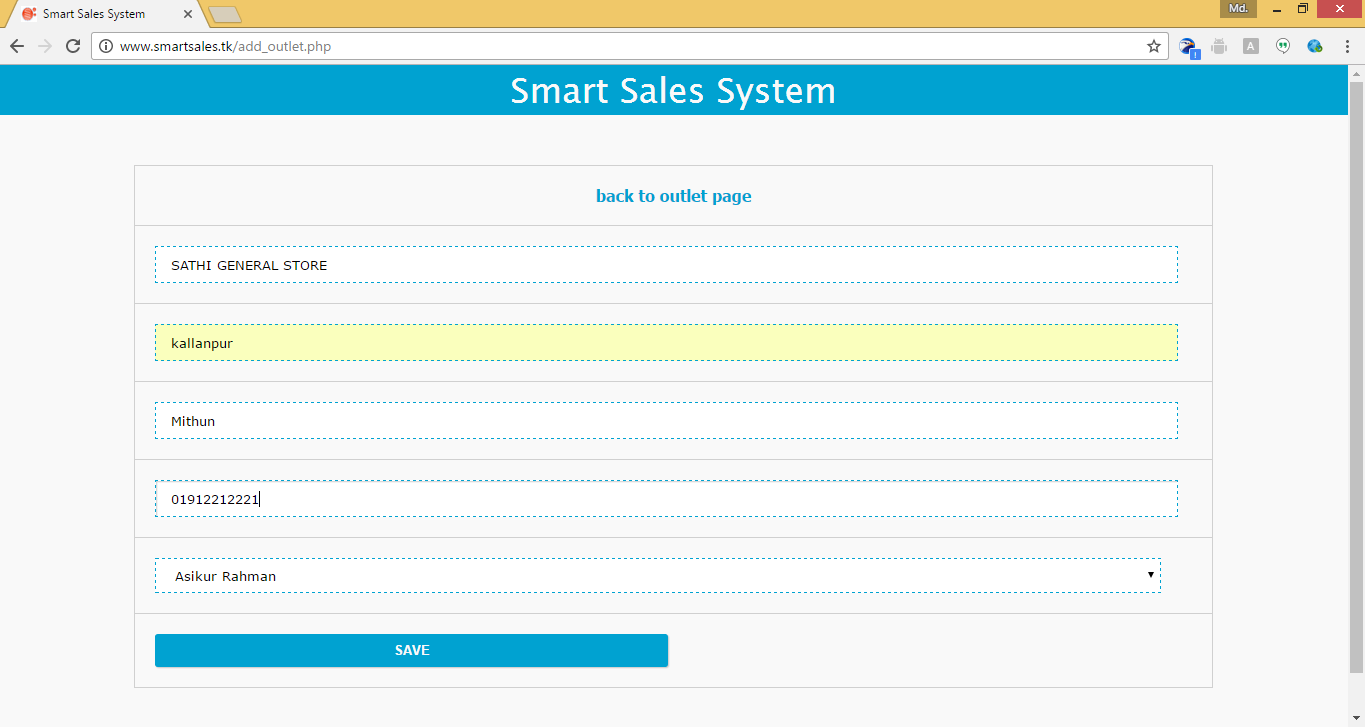 Smart Sales System
Md.
www.smartsales.tk/add_outlet.php
A
Smart Sales System
back to outlet page
SATHI GENERAL STORE
kallanpur
Mithun
01912212221
Asikur Rahman
SAVE